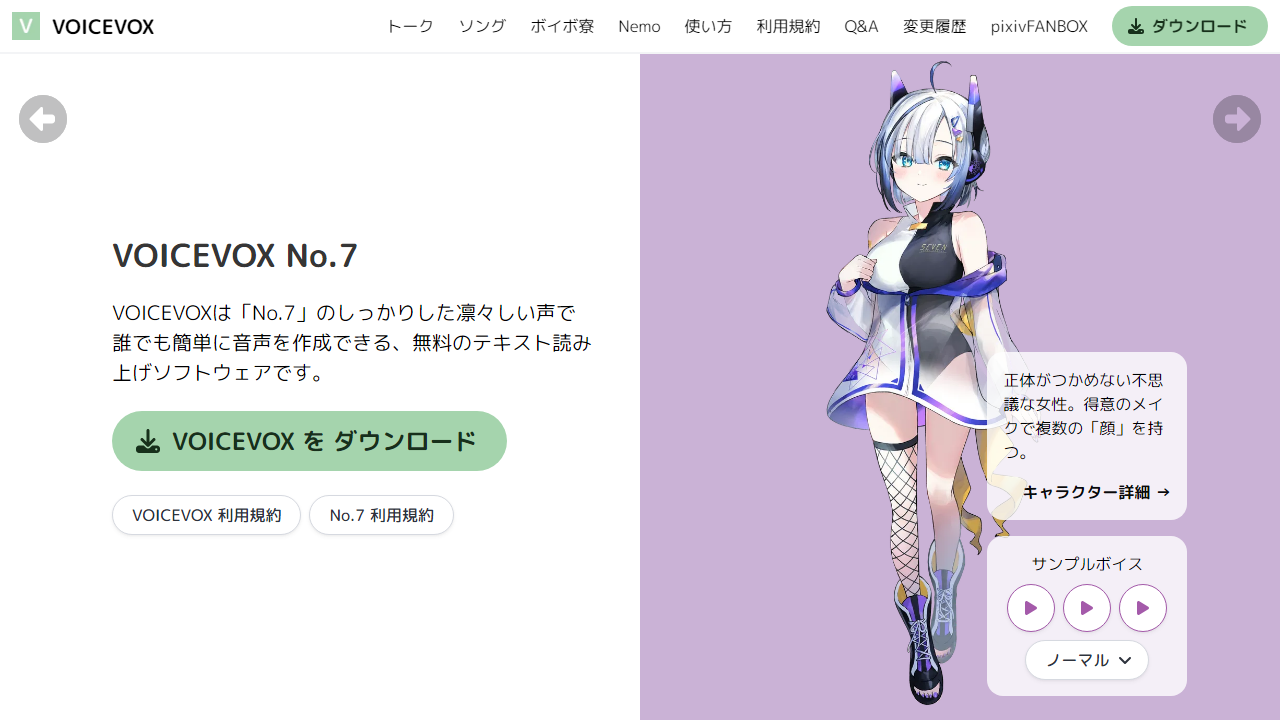 V VOICEVOX
トーク
ソング
ボイボ寮
Nemo
使い方
利用規約
Q&A
変更履歴
pixivFANBOX
ダウンロード
VOICEVOX No.7
VOICEVOXは「No.7」のしっかりした凛々しい声で
誰でも簡単に音声を作成できる、無料のテキスト読み
上げソフトウェアです。
VOICEVOX を ダウンロード
VOICEVOX 利用規約
No.7 利用規約
SEVEN
正体がつかめない不思
議な女性。得意のメイ
クで複数の「顔」を持
つ。
キャラクター詳細 →
サンプルボイス
ノーマル